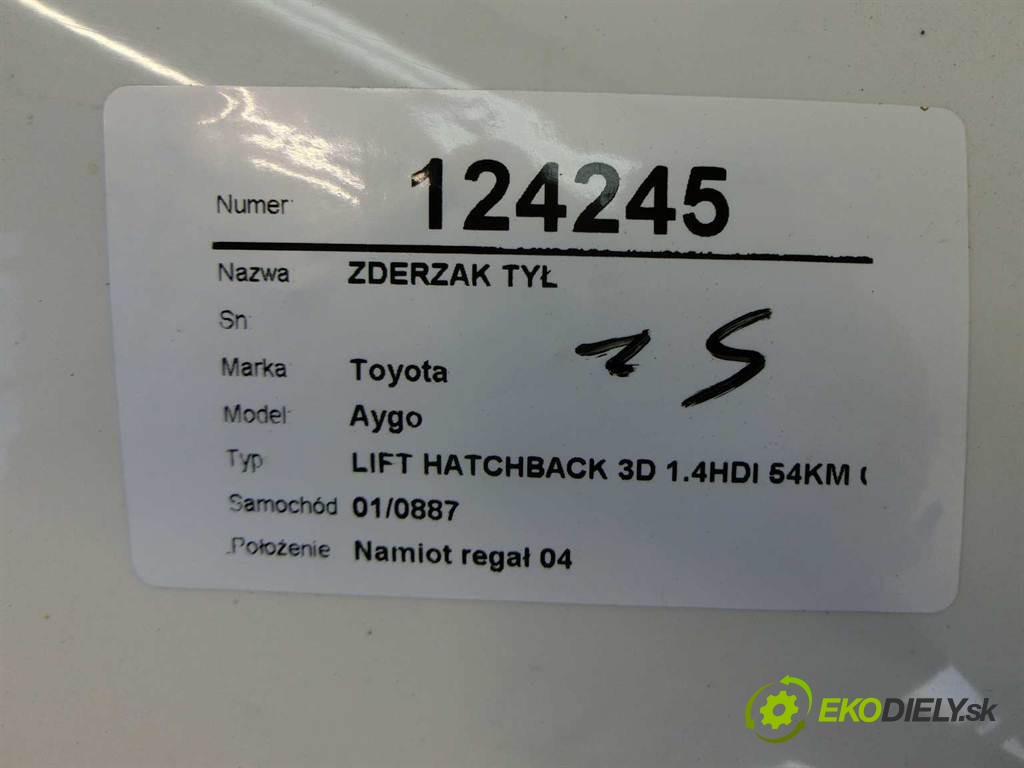 Numer 124245
Nazwa ZDERZAK TYŁ
Sn
Marka Toyota
Model Aygo
Typ LIFT HATCHBACK 3D 1.4HDI 54KM (
Samochód 01/0887
Położenie Namiot regał 04
EKODIELY.sk